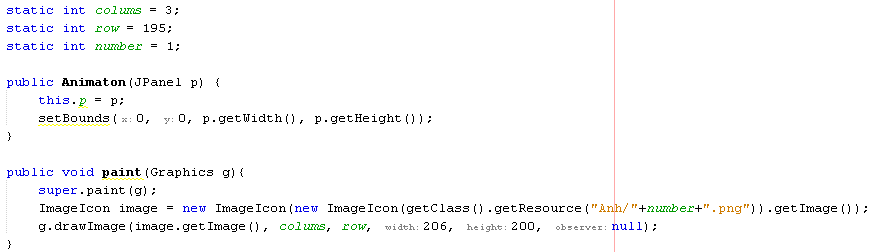 static int colums = 3;
static int row = 195;
static int number = 1;
public Animaton(JPanel p) {
this.p = p;
setBounds( x: 0, y: 0, p.getWidth(), p.getHeight());
}
public void paint(Graphics g){
super.paint(g);
ImageIcon image = new ImageIcon(new ImageIcon(getClass().getResource("Anh/"+number+".png")).getImage());
g.drawImage(image.getImage(), colums, row, width: 206, height: 200, observer: null);
}